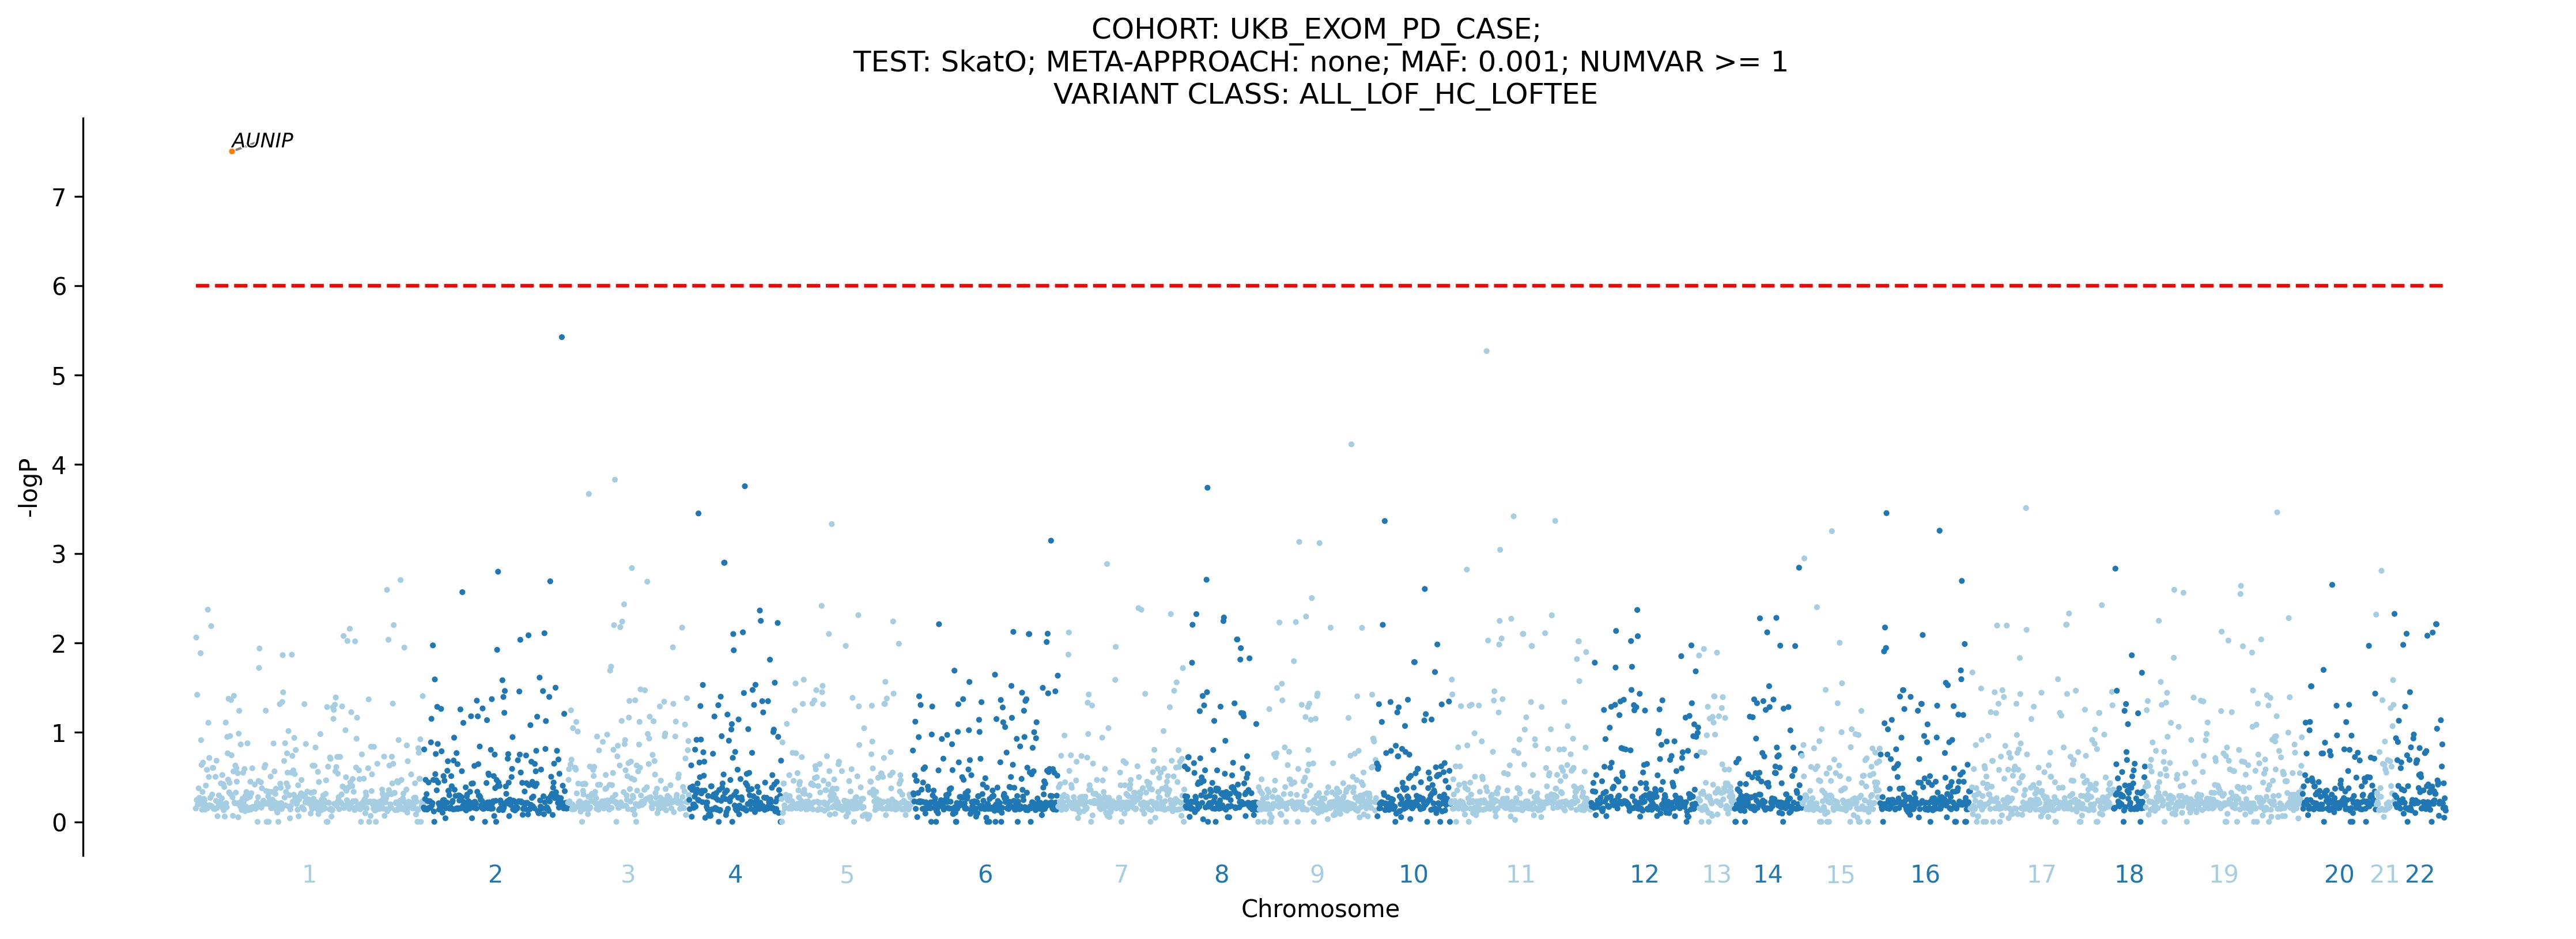 COHORT: UKB_EXOM_PD_CASE;
TEST: SkatO; META-APPROACH: none; MAF: 0.001; NUMVAR >= 1
VARIANT CLASS: ALL_LOF_HC_LOFTEE
AUNIP
7
6
5
4
3
2
1
0
-logP
1 2 3 4 5 6 7 8 9 10 11 12 13 14 15 16 17 18 19 20 21 22
Chromosome